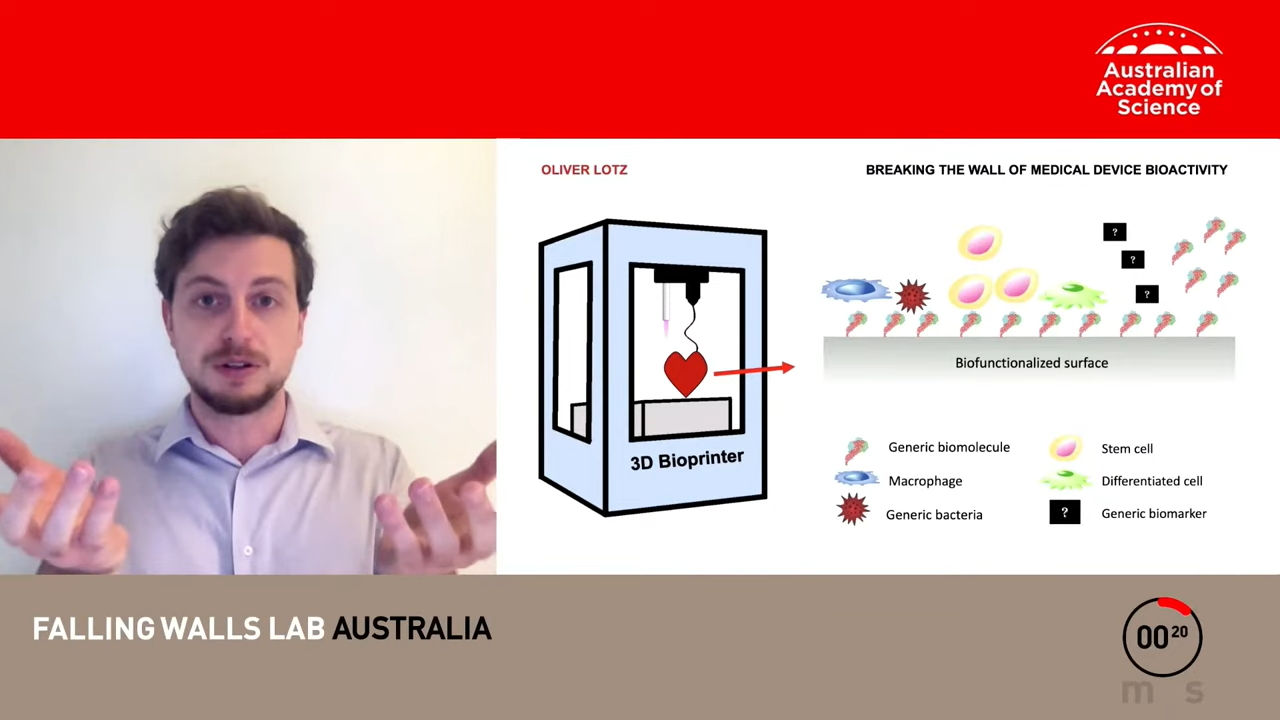 Australian
Academy of
Science
OLIVER LOTZ
BREAKING THE WALL OF MEDICAL DEVICE BIOACTIVITY
?
?
?
Biofunctionalized surface
3D Bioprinter
Generic biomolecule
Stem cell
Macrophage
Differentiated cell
Generic bacteria
?
Generic biomarker
FALLING WALLS LAB AUSTRALIA
00 20
m s